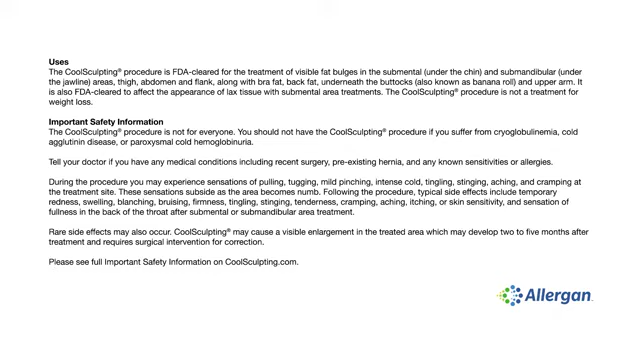 Uses
The CoolSculpting® procedure is FDA-cleared for the treatment of visible fat bulges in the submental (under the chin) and submandibular (under
the jawline) areas, thigh, abdomen and flank, along with bra fat, back fat, underneath the buttocks (also known as banana roll) and upper arm. It
is also FDA-cleared to affect the appearance of lax tissue with submental area treatments. The CoolSculpting® procedure is not a treatment for
weight loss.
Important Safety Information
The CoolSculpting® procedure is not for everyone. You should not have the CoolSculpting® procedure if you suffer from cryoglobulinemia, cold
agglutinin disease, or paroxysmal cold hemoglobinuria.
Tell your doctor if you have any medical conditions including recent surgery, pre-existing hernia, and any known sensitivities or allergies.
During the procedure you may experience sensations of pulling, tugging, mild pinching, intense cold, tingling, stinging, aching, and cramping at
the treatment site. These sensations subside as the area becomes numb. Following the procedure, typical side effects include temporary
redness, swelling, blanching, bruising, firmness, tingling, stinging, tenderness, cramping, aching, itching, or skin sensitivity, and sensation of
fullness in the back of the throat after submental or submandibular area treatment.
Rare side effects may also occur. CoolSculpting® may cause a visible enlargement in the treated area which may develop two to five months after
treatment and requires surgical intervention for correction.
Please see full Important Safety Information on CoolSculpting.com.
Allergan